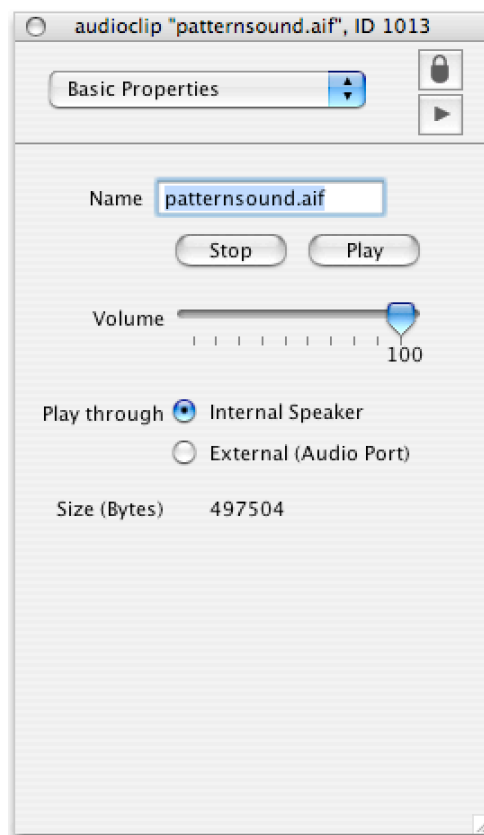 audioclip "patternsound.aif", ID 1013
Basic Properties
Name patternsound.aif
Stop Play
Volume
100
Play through Internal Speaker
External (Audio Port)
Size (Bytes) 497504